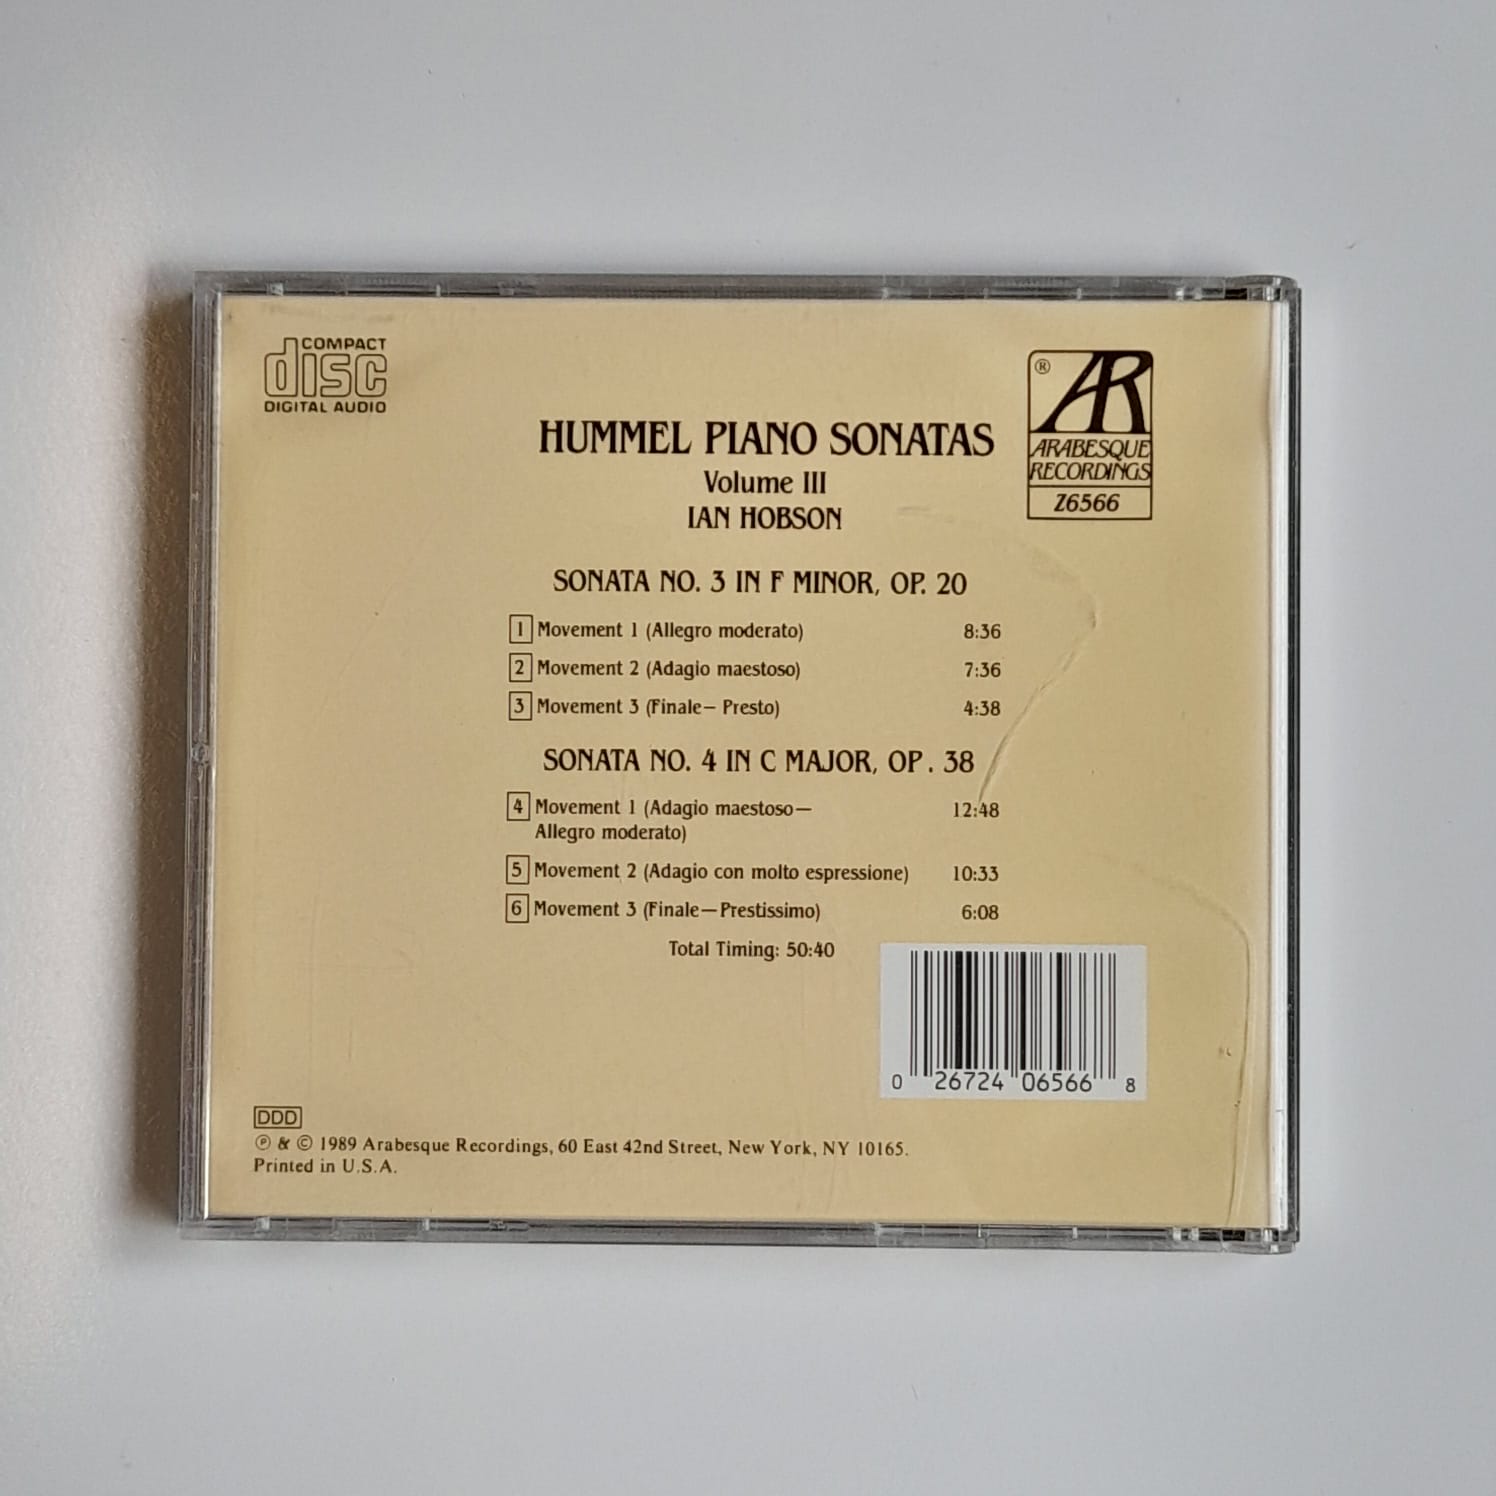 COMPACT
disc
DIGITAL AUDIO
® AR
ARABESQUE
RECORDINGS
Z6566
HUMMEL PIANO SONATAS
Volume III
IAN HOBSON
SONATA NO. 3 IN F MINOR, OP. 20
1 Movement 1 (Allegro moderato) 8:36
2 Movement 2 (Adagio maestoso) 7:36
3 Movement 3 (Finale— Presto) 4:38
SONATA NO. 4 IN C MAJOR, OP. 38
4 Movement 1 (Adagio maestoso— 12:48
Allegro moderato)
5 Movement 2 (Adagio con molto espressione) 10:33
6 Movement 3 (Finale—Prestissimo) 6:08
Total Timing: 50:40
0 26724 06566 8
DDD
℗ & © 1989 Arabesque Recordings, 60 East 42nd Street, New York, NY 10165.
Printed in U.S.A.